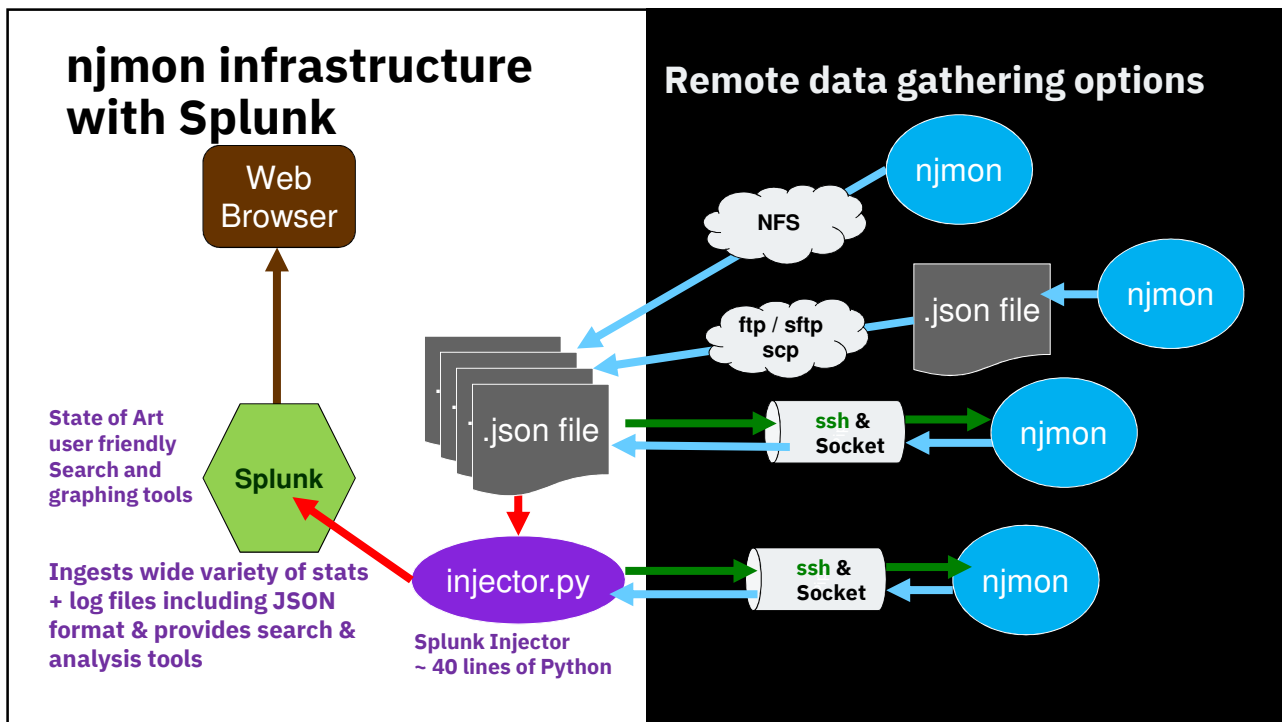 njmon infrastructure
with Splunk
Remote data gathering options
Web
Browser
njmon
NFS
njmon
.json file
ftp / sftp
scp
.
.
.
.json file
ssh &
Socket
njmon
State of Art
user friendly
Search and
graphing tools
Splunk
Ingests wide variety of stats
+ log files including JSON
format & provides search &
analysis tools
injector.py
Splunk Injector
~ 40 lines of Python
ssh &
Socket
njmon